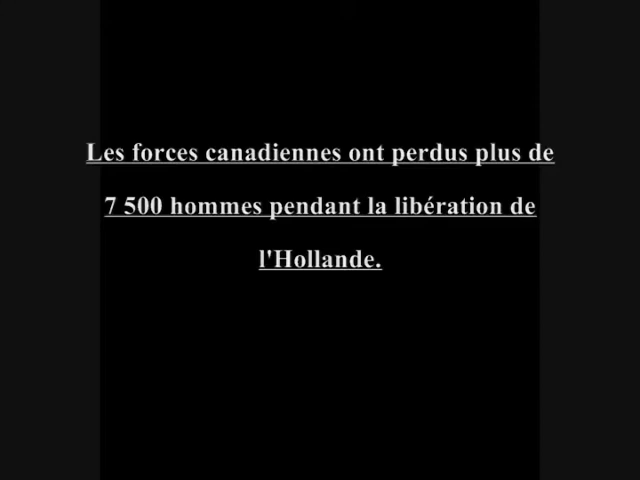 Les forces canadiennes ont perdus plus de
7 500 hommes pendant la libération de
l'Hollande.